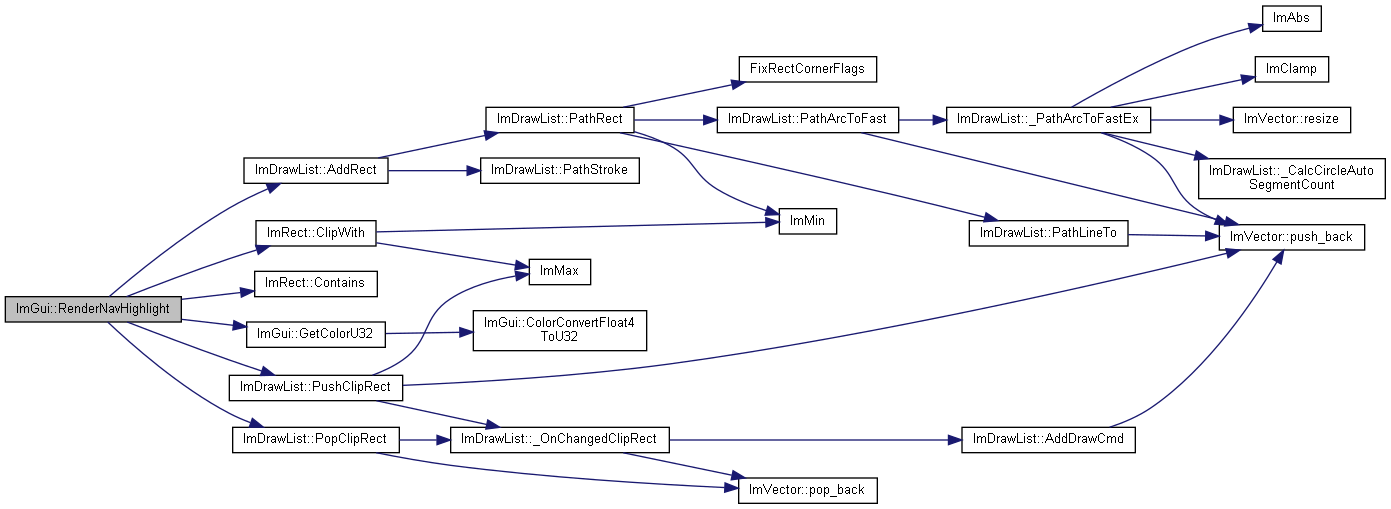 ImAbs
FixRectCornerFlags
ImClamp
ImDrawList::PathRect
ImDrawList::PathArcToFast
ImDrawList::_PathArcToFastEx
ImVector::resize
ImDrawList::AddRect
ImDrawList::PathStroke
ImDrawList::_CalcCircleAuto
SegmentCount
ImMin
ImRect::ClipWith
ImDrawList::PathLineTo
ImVector::push_back
ImMax
ImRect::Contains
ImGui::RenderNavHighlight
ImGui::GetColorU32
ImGui::ColorConvertFloat4
ToU32
ImDrawList::PushClipRect
ImDrawList::PopClipRect
ImDrawList::_OnChangedClipRect
ImDrawList::AddDrawCmd
ImVector::pop_back